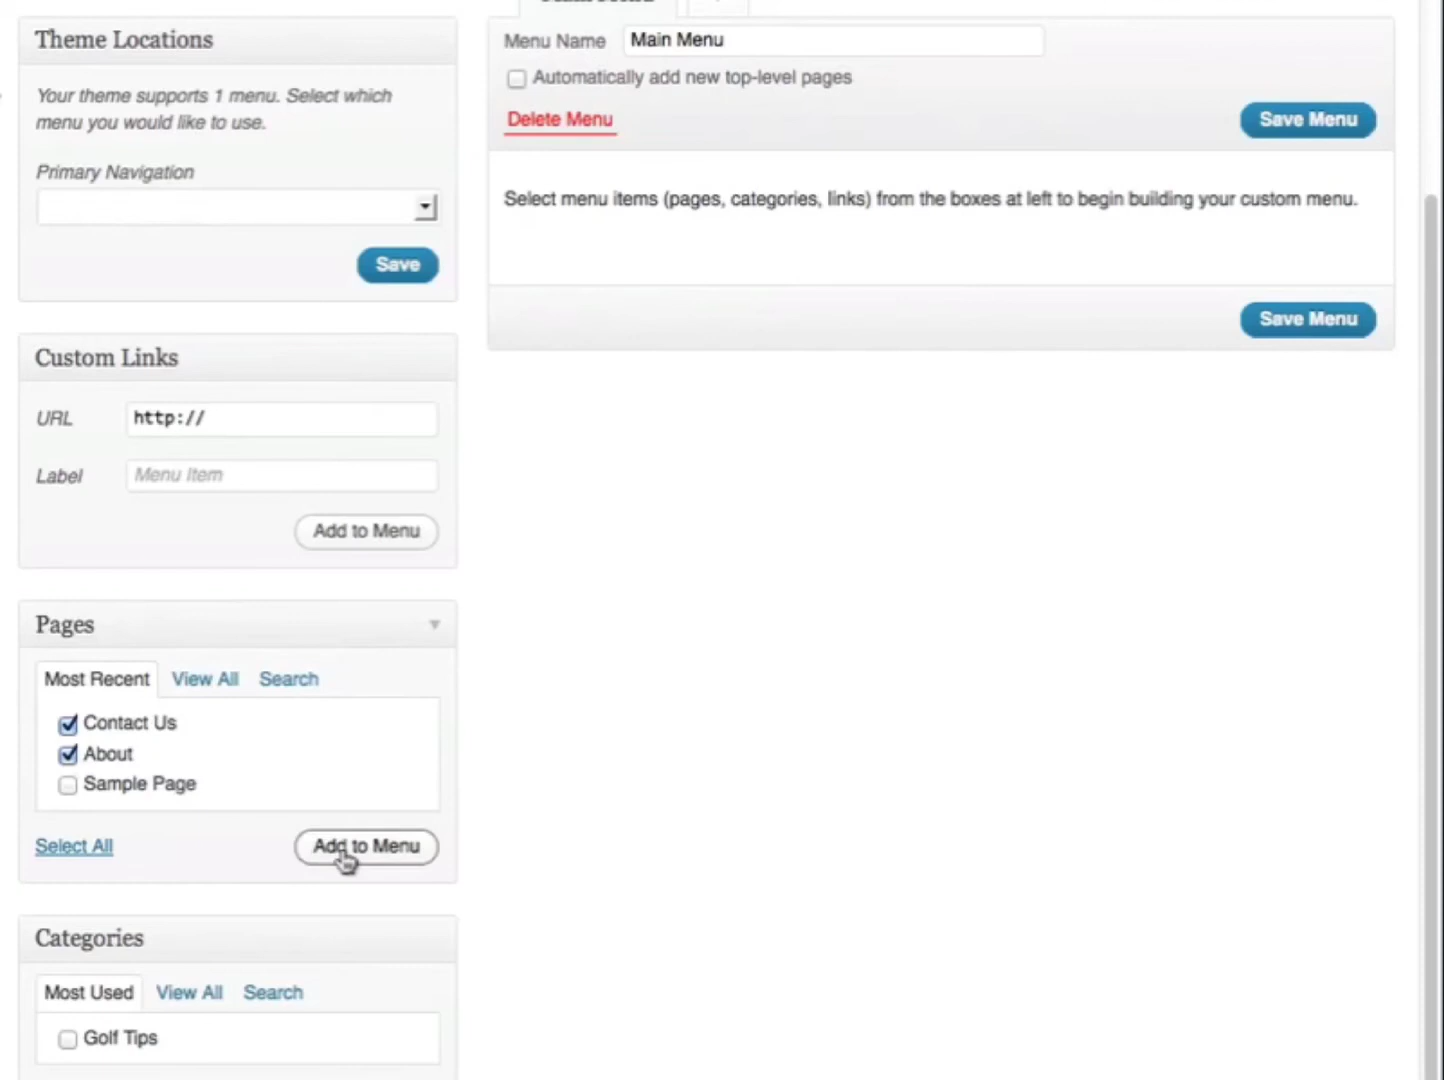 Theme Locations
Your theme supports 1 menu. Select which
menu you would like to use.
Primary Navigation
Save
Custom Links
URL http://
Label Menu Item
Add to Menu
Pages
Most Recent View All Search
Contact Us
About
Sample Page
Select All Add to Menu
Categories
Most Used View All Search
Golf Tips
Menu Name Main Menu
Automatically add new top-level pages
Delete Menu Save Menu
Select menu items (pages, categories, links) from the boxes at left to begin building your custom menu.
Save Menu